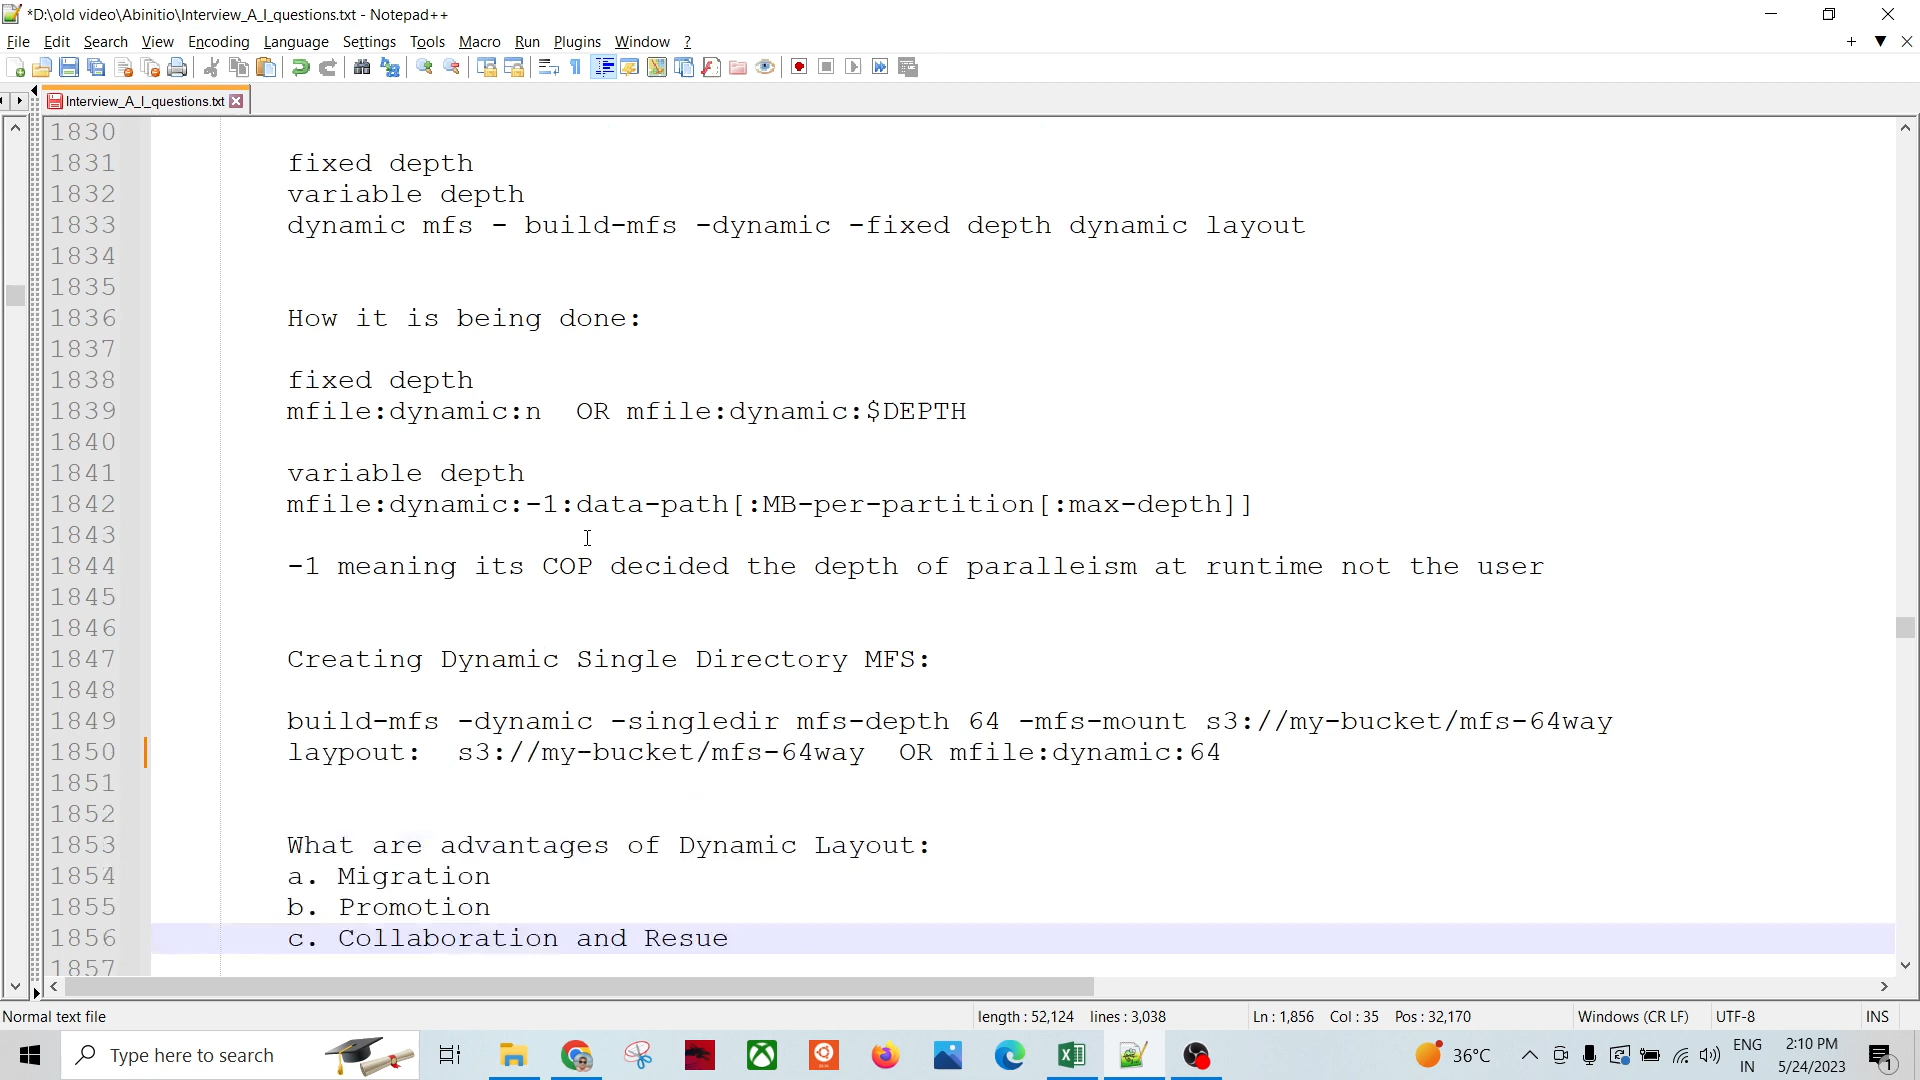 *D:\old video\Abinitio\Interview_A_I_questions.txt - Notepad++
File Edit Search View Encoding Language Settings Tools Macro Run Plugins Window ?
Interview_A_I_questions.txt
1830
1831 fixed depth
1832 variable depth
1833 dynamic mfs - build-mfs -dynamic -fixed depth dynamic layout
1834
1835
1836 How it is being done:
1837
1838 fixed depth
1839 mfile:dynamic:n  OR mfile:dynamic:$DEPTH
1840
1841 variable depth
1842 mfile:dynamic:-1:data-path[:MB-per-partition[:max-depth]]
1843
1844 -1 meaning its COP decided the depth of paralleism at runtime not the user
1845
1846
1847 Creating Dynamic Single Directory MFS:
1848
1849 build-mfs -dynamic -singledir mfs-depth 64 -mfs-mount s3://my-bucket/mfs-64way
1850 laypout:  s3://my-bucket/mfs-64way  OR mfile:dynamic:64
1851
1852
1853 What are advantages of Dynamic Layout:
1854 a. Migration
1855 b. Promotion
1856 c. Collaboration and Resue
1857
Normal text file length : 52,124 lines : 3,038 Ln : 1,856 Col : 35 Pos : 32,170 Windows (CR LF) UTF-8 INS
Type here to search 36°C ENG IN 2:10 PM 5/24/2023 1